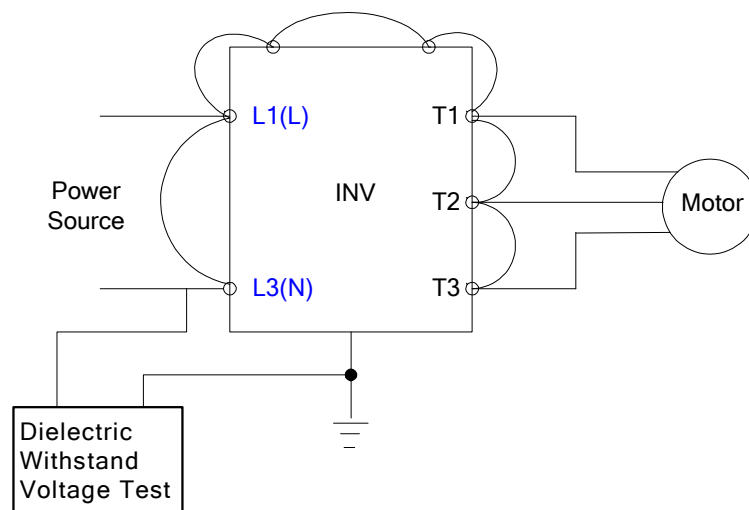 L1(L)
T1
Power
Source
INV
T2
Motor
L3(N)
T3
Dielectric
Withstand
Voltage Test